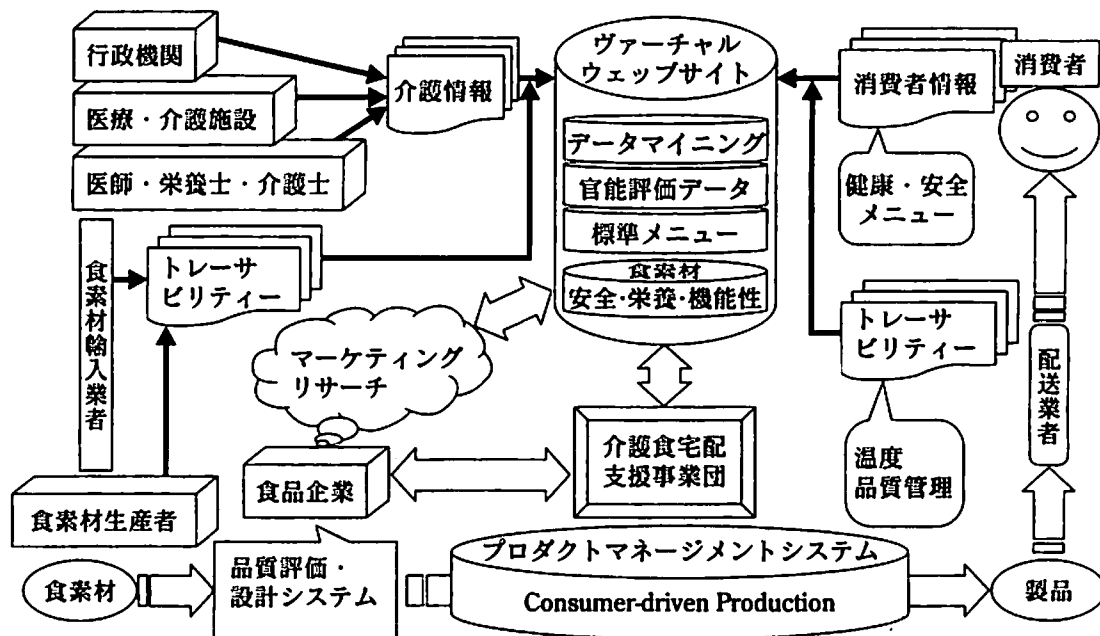 行政機関
医療・介護施設
医師・栄養士・介護士
介護情報
ヴァーチャル
ウェッブサイト
データマイニング
官能評価データ
標準メニュー
食素材
安全・栄養・機能性
消費者情報
消費者
健康・安全
メニュー
食素材輸入業者
トレーサ
ビリティー
マーケティング
リサーチ
トレーサ
ビリティー
配送業者
温度
品質管理
食品企業
介護食宅配
支援事業団
食素材生産者
食素材
品質評価・
設計システム
プロダクトマネージメントシステム
Consumer-driven Production
製品